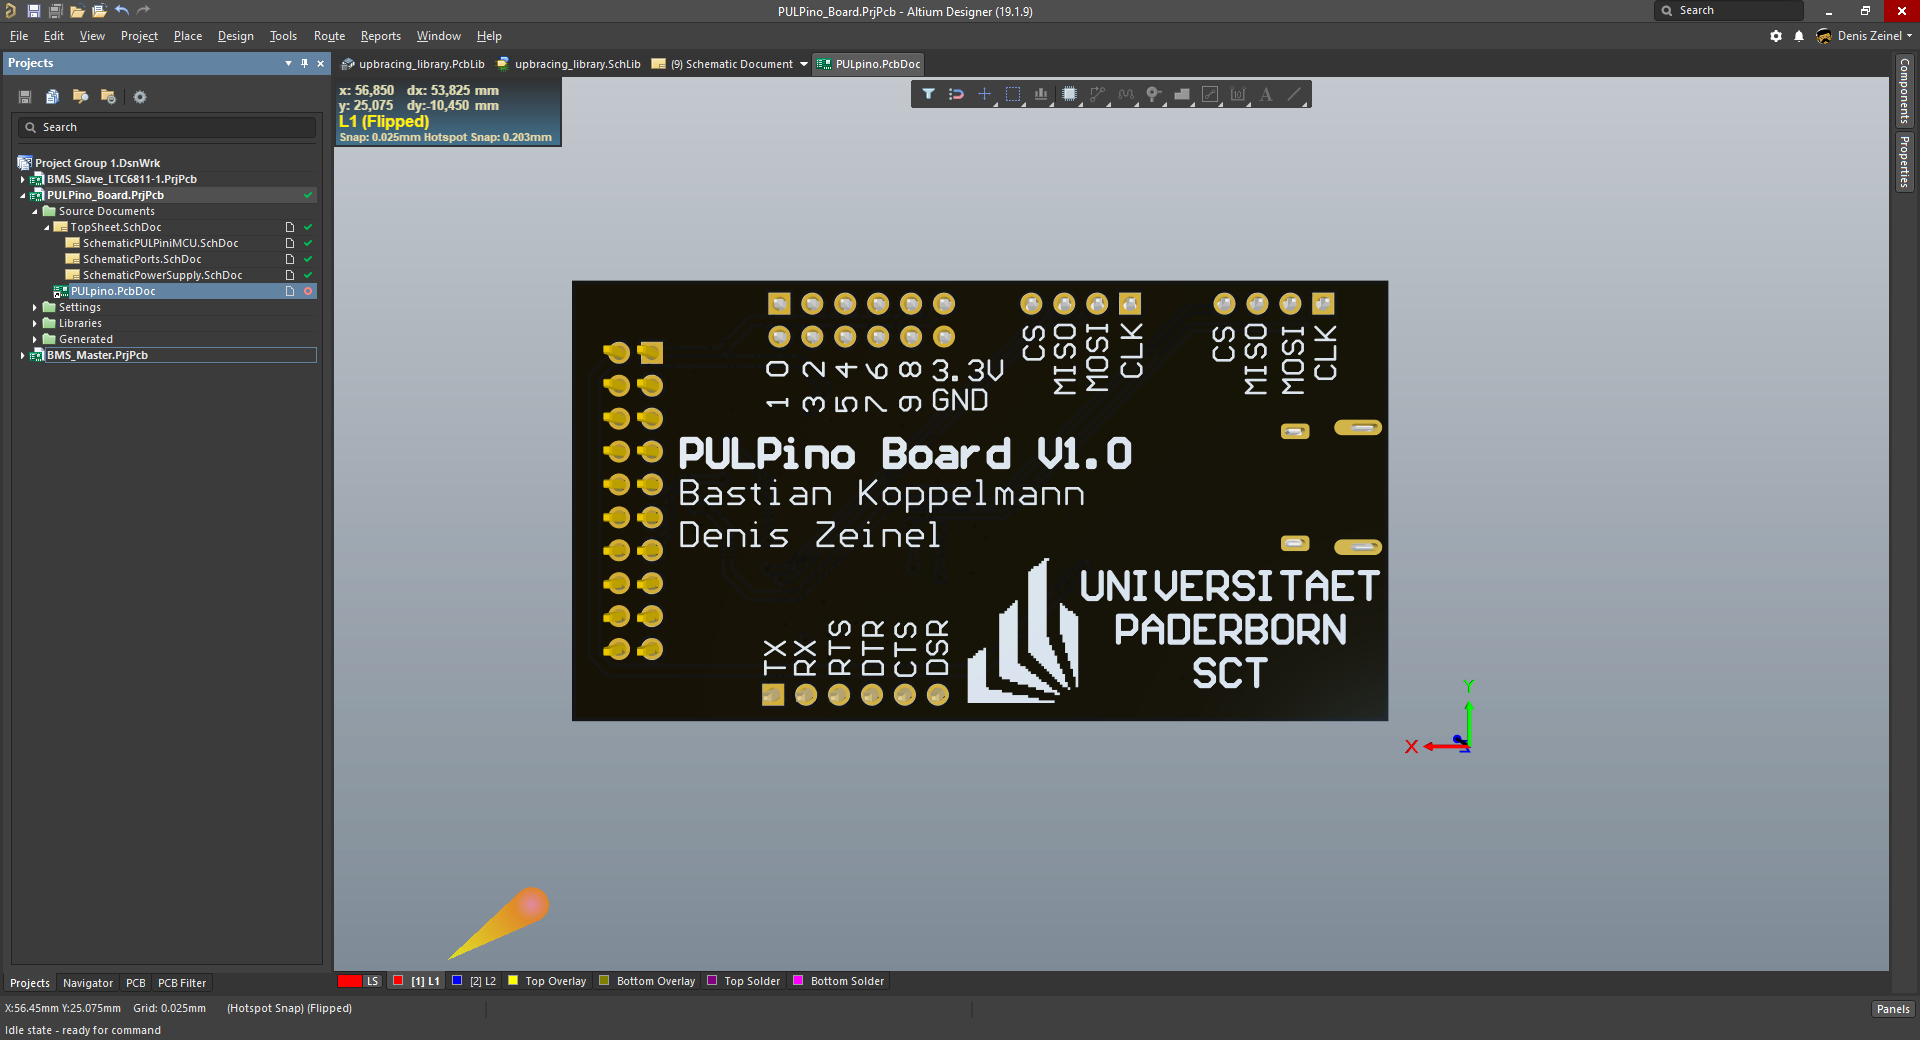 PULPino_Board.PrjPcb - Altium Designer (19.1.9)
Search
File Edit View Project Place Design Tools Route Reports Window Help
Denis Zeinel
Projects
upbracing_library.PcbLib
upbracing_library.SchLib
(9) Schematic Document
PULpino.PcbDoc
x: 56,850 dx: 53,825 mm
y: 25,075 dy:-10,450 mm
L1 (Flipped)
Snap: 0.025mm Hotspot Snap: 0.203mm
Components
Properties
Search
Project Group 1.DsnWrk
BMS_Slave_LTC6811-1.PrjPcb
PULPino_Board.PrjPcb
Source Documents
TopSheet.SchDoc
SchematicPULPiniMCU.SchDoc
SchematicPorts.SchDoc
SchematicPowerSupply.SchDoc
PULpino.PcbDoc
Settings
Libraries
Generated
BMS_Master.PrjPcb
0 2 4 6 8 3.3V
1 3 5 7 9 GND
CS MISO MOSI CLK
CS MISO MOSI CLK
PULPino Board V1.0
Bastian Koppelmann
Denis Zeinel
UNIVERSITAET
PADERBORN
SCT
TX RX RTS DTR CTS DSR
Y
X
Z
Projects Navigator PCB PCB Filter
LS [1] L1 [2] L2 Top Overlay Bottom Overlay Top Solder Bottom Solder
X:56.45mm Y:25.075mm Grid: 0.025mm (Hotspot Snap) (Flipped)
Panels
Idle state - ready for command